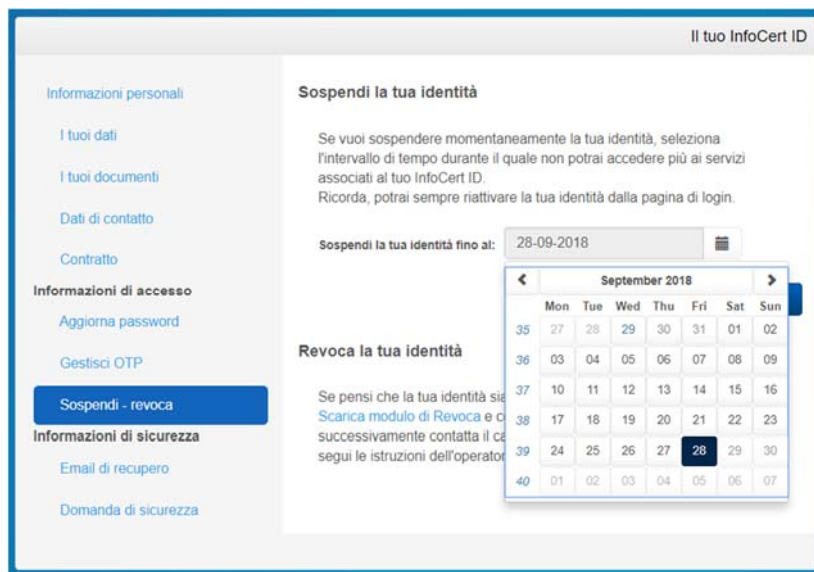 Il tuo InfoCert ID
Informazioni personali
I tuoi dati
I tuoi documenti
Dati di contatto
Contratto
Informazioni di accesso
Aggiorna password
Gestisci OTP
Sospendi - revoca
Informazioni di sicurezza
Email di recupero
Domanda di sicurezza
Sospendi la tua identità
Se vuoi sospendere momentaneamente la tua identità, seleziona
l'intervallo di tempo durante il quale non potrai accedere più ai servizi
associati al tuo InfoCert ID.
Ricorda, potrai sempre riattivare la tua identità dalla pagina di login.
Sospendi la tua identità fino al: 28-09-2018
September 2018
Mon Tue Wed Thu Fri Sat Sun
35 27 28 29 30 31 01 02
36 03 04 05 06 07 08 09
37 10 11 12 13 14 15 16
38 17 18 19 20 21 22 23
39 24 25 26 27 28 29 30
40 01 02 03 04 05 06 07
Revoca la tua identità
Se pensi che la tua identità sia
Scarica modulo di Revoca e
successivamente contatta il
segui le istruzioni